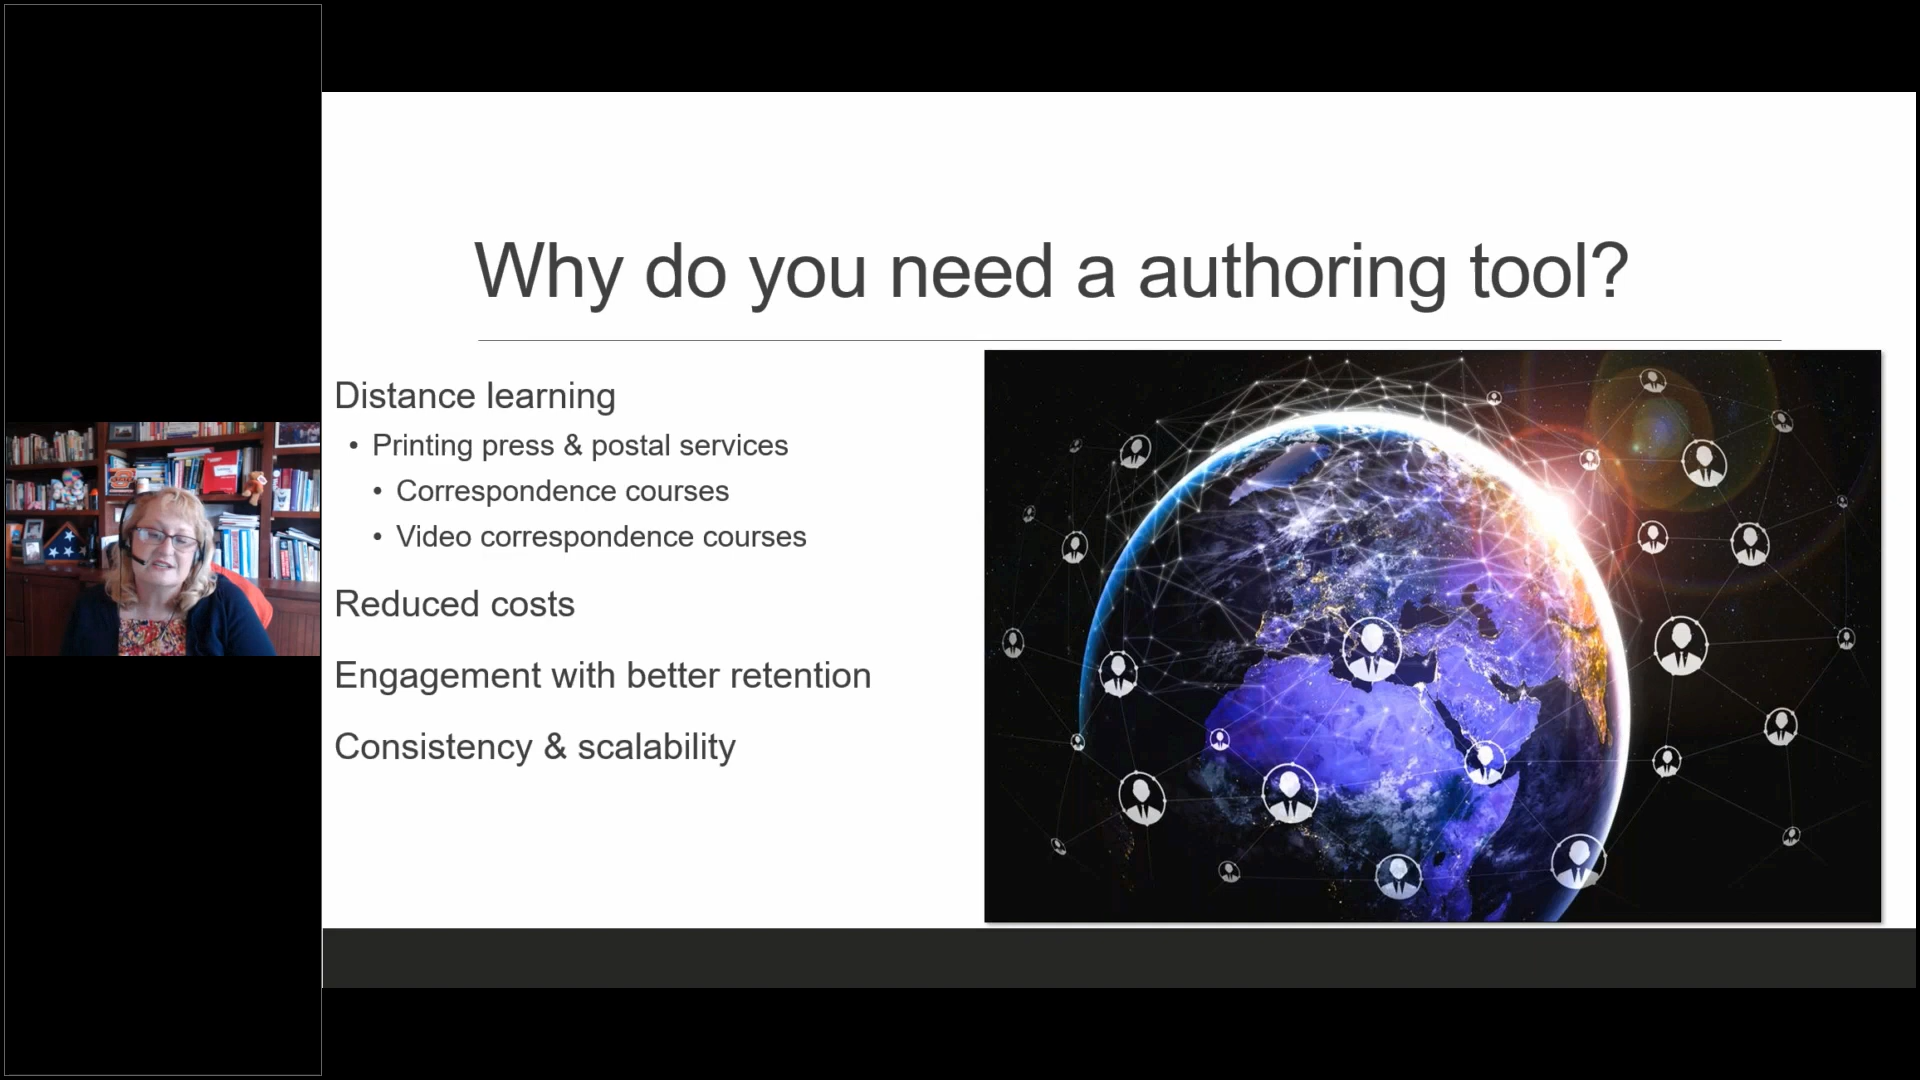 Why do you need a authoring tool?
Distance learning
• Printing press & postal services
• Correspondence courses
• Video correspondence courses
Reduced costs
Engagement with better retention
Consistency & scalability